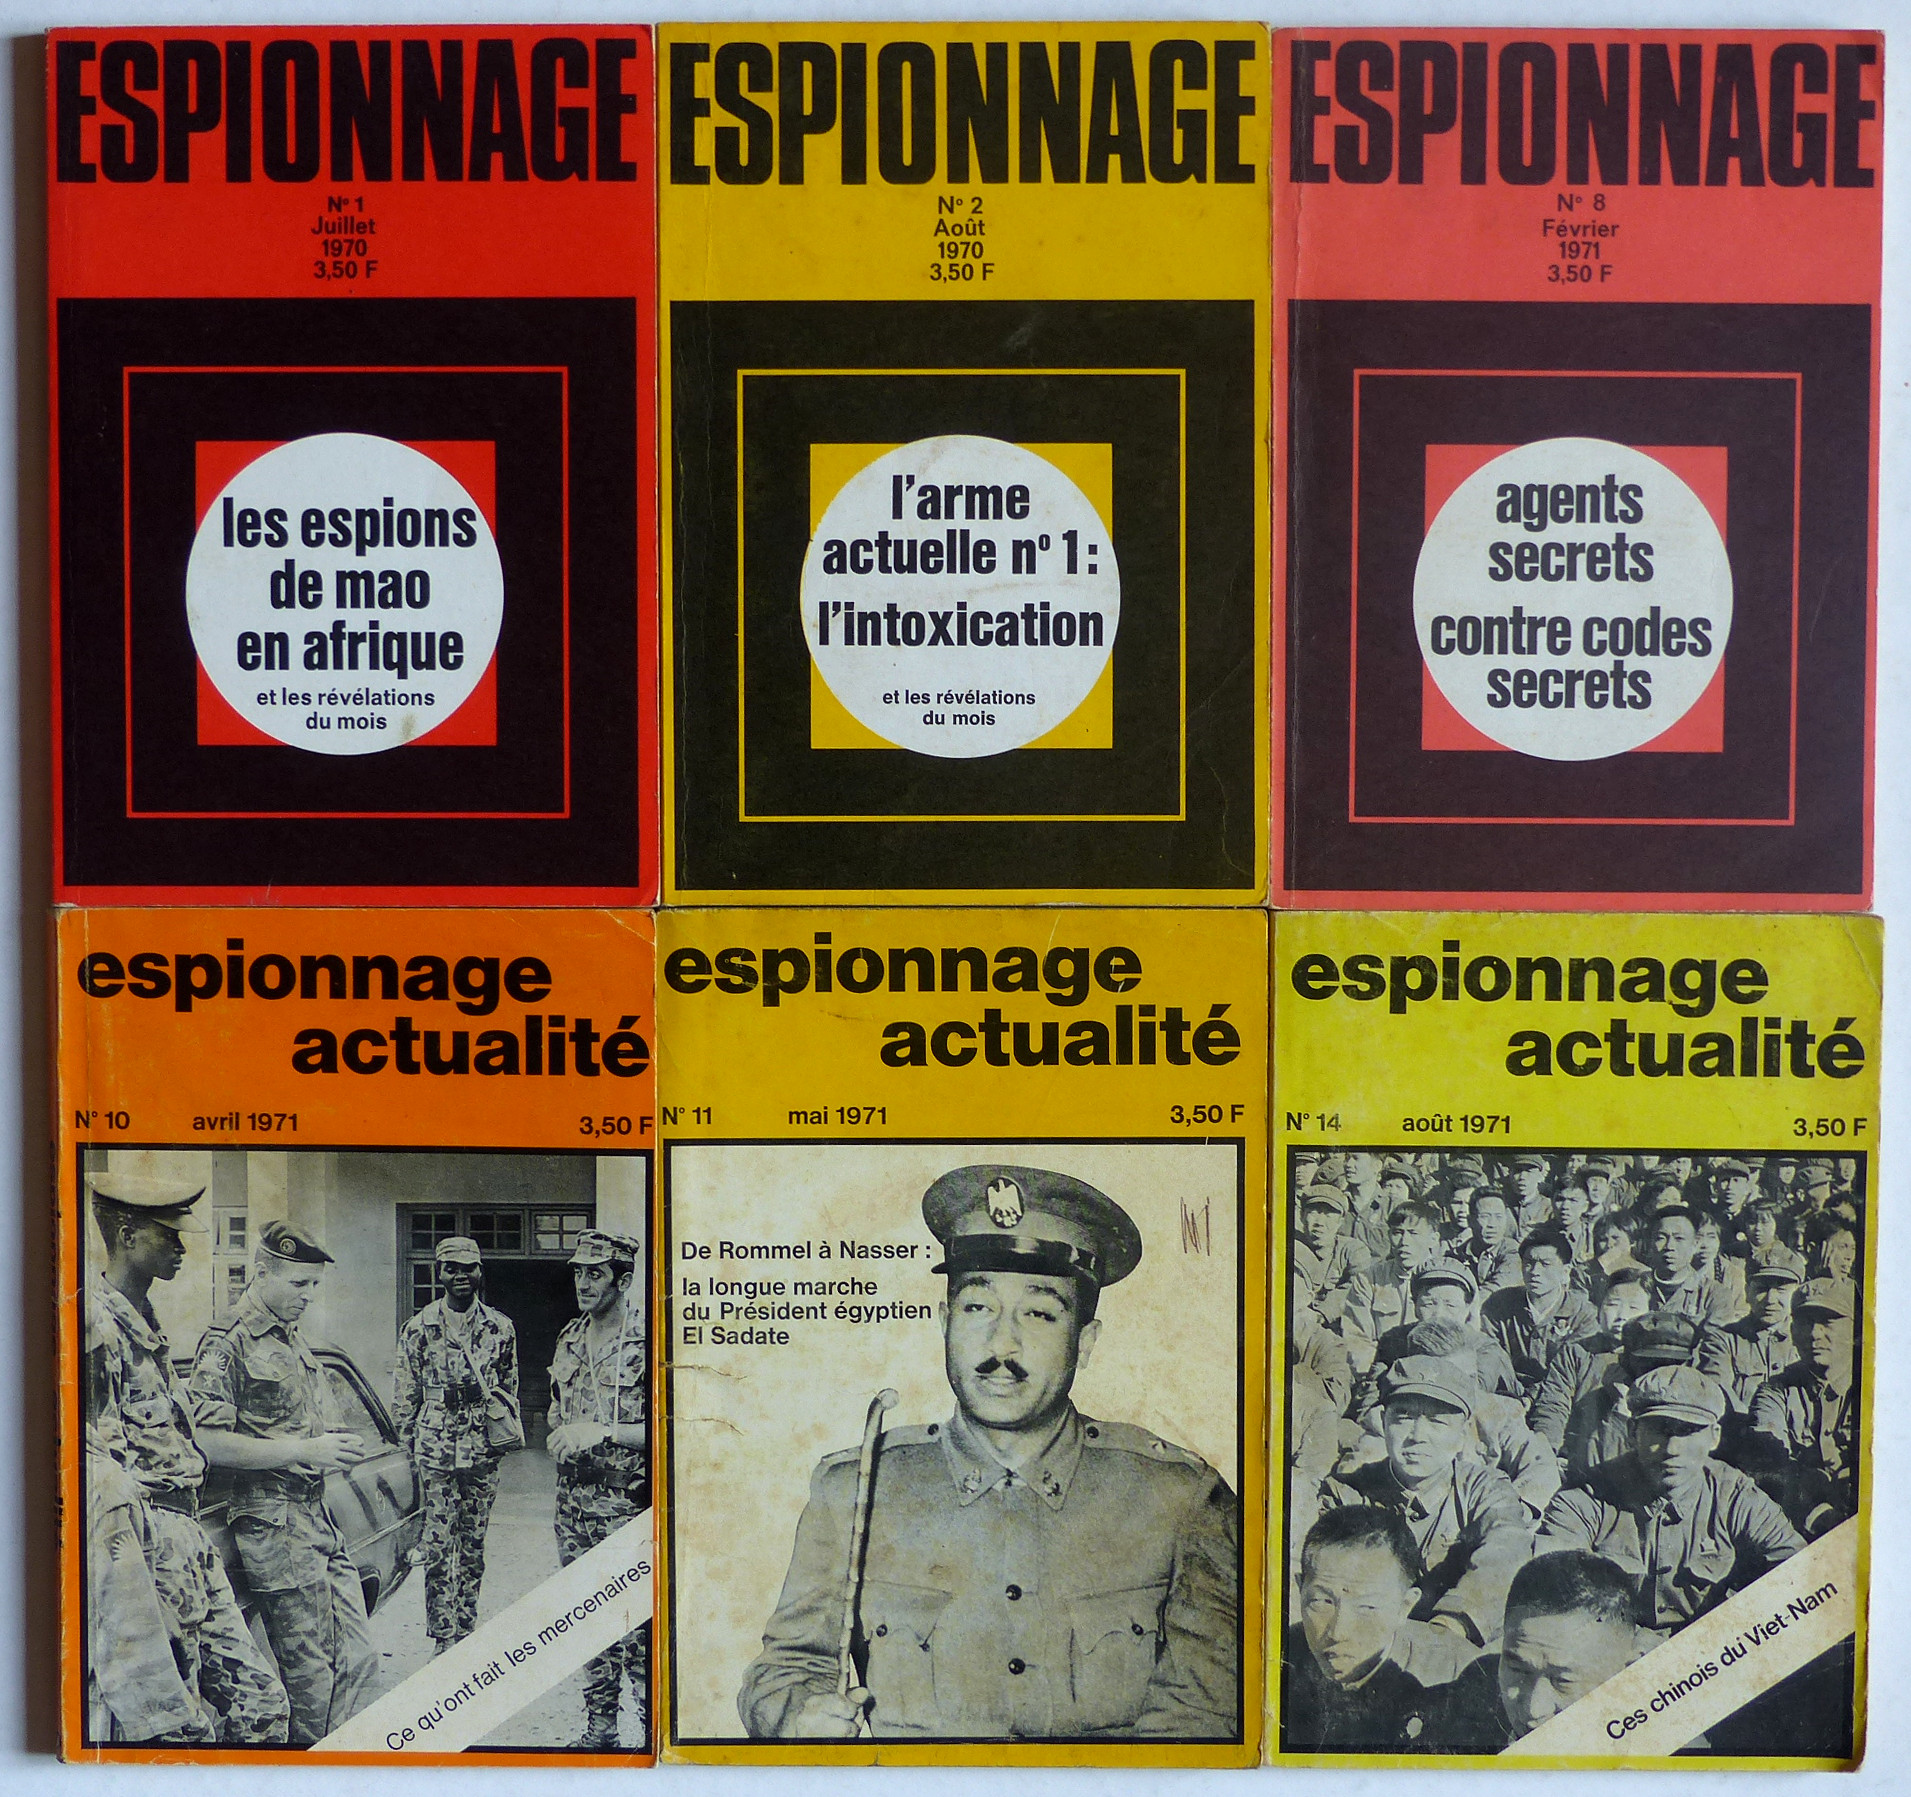 ESPIONNAGE
N° 1
Juillet
1970
3,50 F
les espions
de mao
en afrique
et les révélations
du mois
ESPIONNAGE
N° 2
Août
1970
3,50 F
l'arme
actuelle n° 1 :
l'intoxication
et les révélations
du mois
ESPIONNAGE
N° 8
Février
1971
3,50 F
agents
secrets
contre codes
secrets
espionnage
actualité
N° 10 avril 1971 3,50 F
Ce qu'ont fait les mercenaires
espionnage
actualité
N° 11 mai 1971 3,50 F
De Rommel à Nasser :
la longue marche
du Président égyptien
El Sadate
espionnage
actualité
N° 14 août 1971 3,50 F
Ces chinois du Viet-Nam